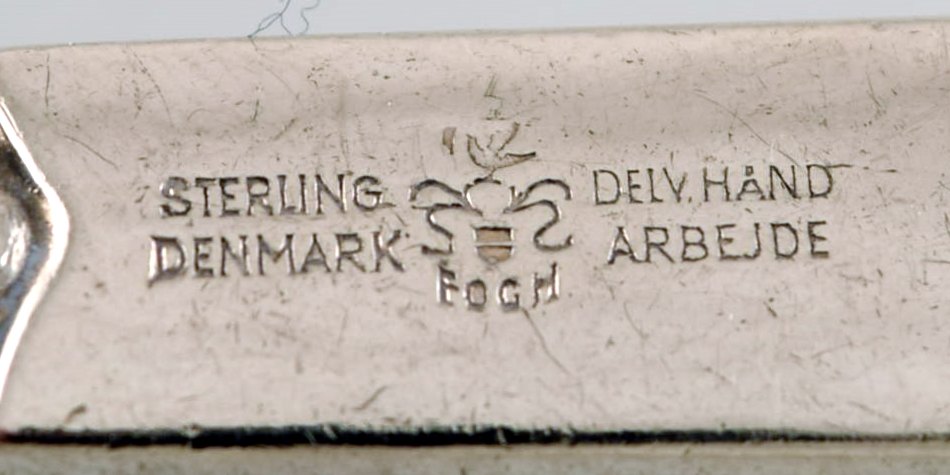 STERLING
DENMARK
FOGH
DELV. HÅND
ARBEJDE